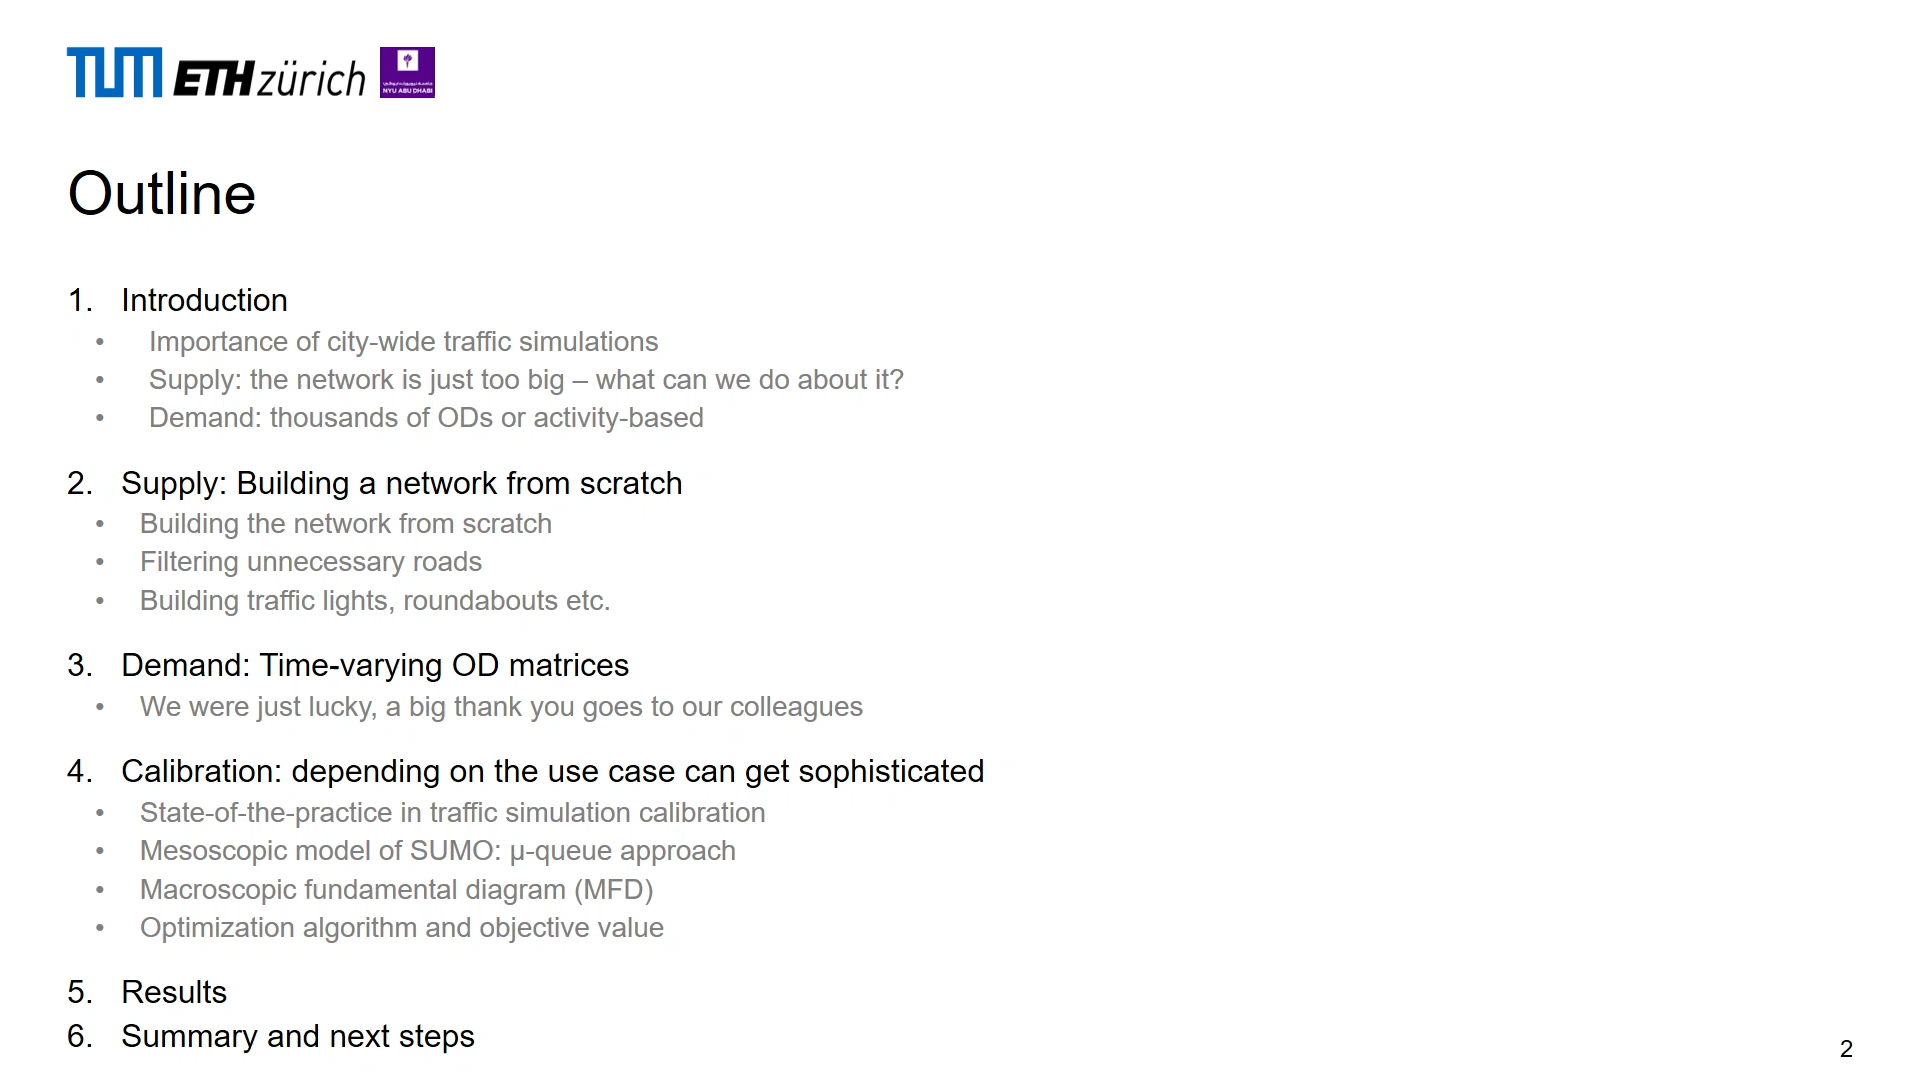 TUM ETH zürich NYU ABU DHABI
Outline
1. Introduction
• Importance of city-wide traffic simulations
• Supply: the network is just too big – what can we do about it?
• Demand: thousands of ODs or activity-based
2. Supply: Building a network from scratch
• Building the network from scratch
• Filtering unnecessary roads
• Building traffic lights, roundabouts etc.
3. Demand: Time-varying OD matrices
• We were just lucky, a big thank you goes to our colleagues
4. Calibration: depending on the use case can get sophisticated
• State-of-the-practice in traffic simulation calibration
• Mesoscopic model of SUMO: μ-queue approach
• Macroscopic fundamental diagram (MFD)
• Optimization algorithm and objective value
5. Results
6. Summary and next steps
2